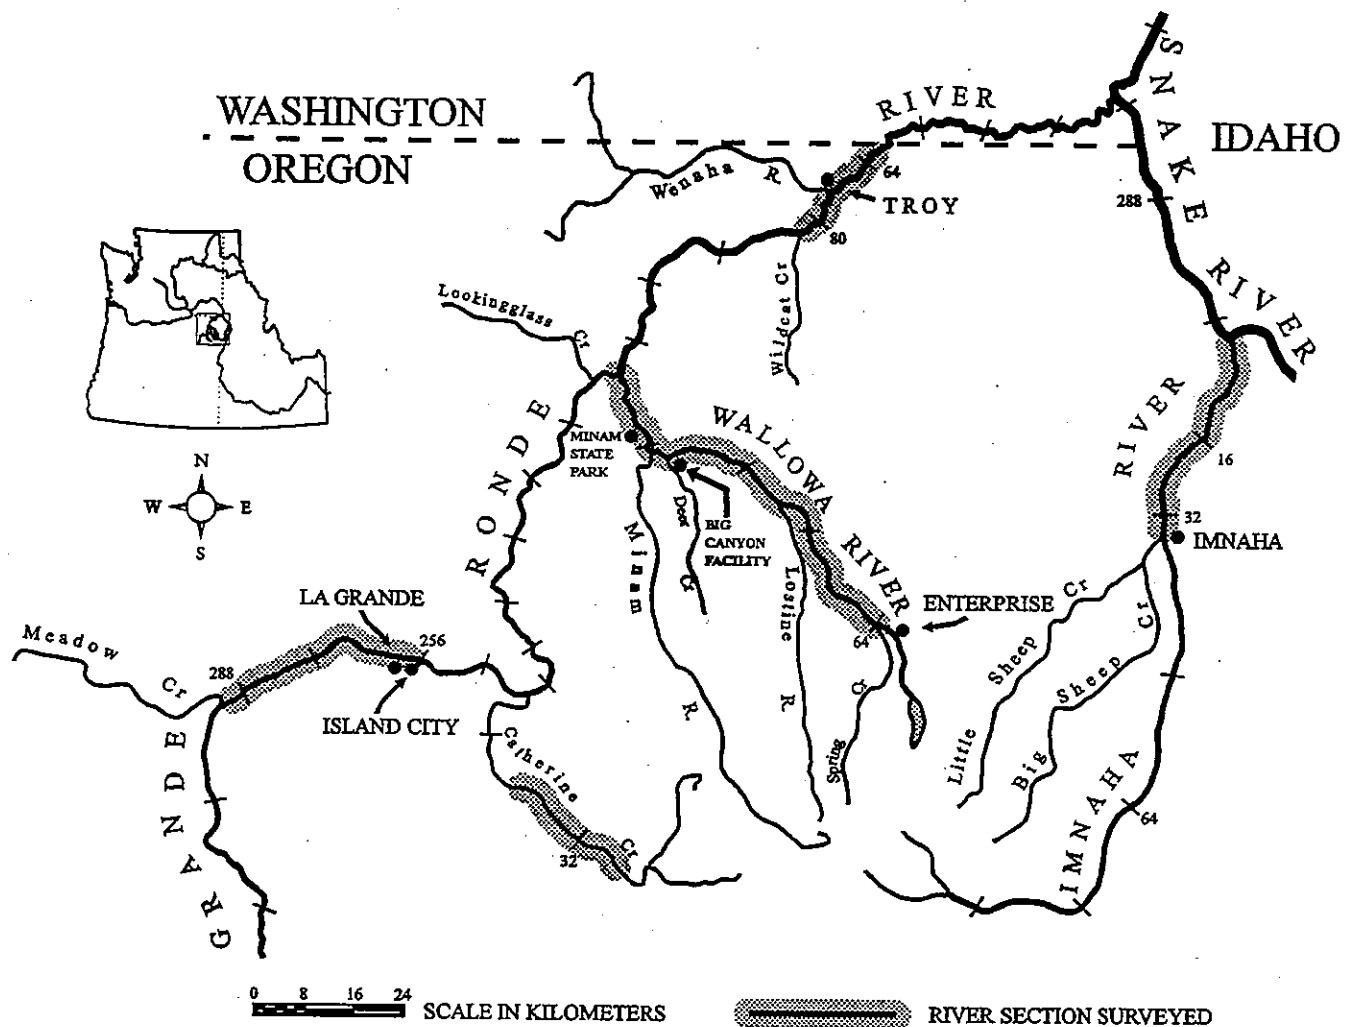 WASHINGTON
OREGON
IDAHO
RIVER
SNAKE RIVER
Wenaha R.
64
TROY
80
288
Wildcat Cr
Lookingglass Cr
GRANDE RONDE
MINAM
STATE
PARK
WALLOWA RIVER
BIG
CANYON
FACILITY
Door Cr
Minam R.
Lostine R.
RIVER
16
32
IMNAHA
N
W E
S
LA GRANDE
256
ENTERPRISE
64
Meadow Cr
288
ISLAND CITY
Catherine Cr
32
Spring Cr
Little Sheep Cr
Big Sheep Cr
IMNAHA
64
0 8 16 24
SCALE IN KILOMETERS
RIVER SECTION SURVEYED